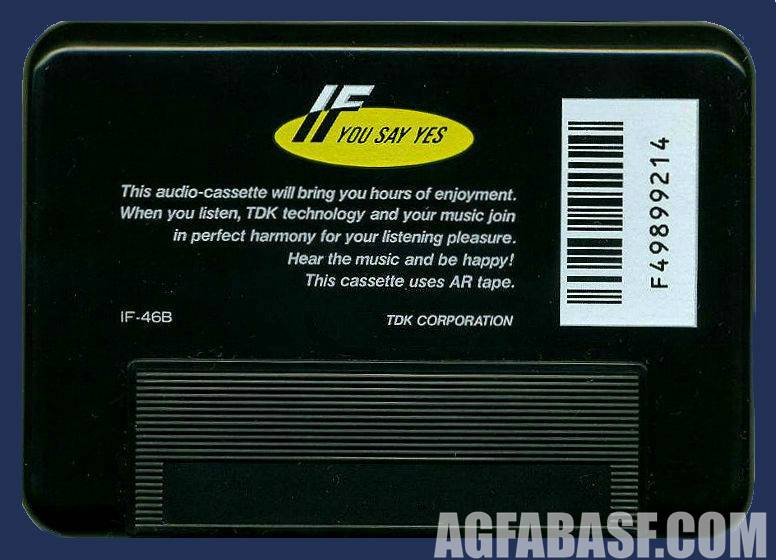 IF YOU SAY YES
This audio-cassette will bring you hours of enjoyment.
When you listen, TDK technology and your music join
in perfect harmony for your listening pleasure.
Hear the music and be happy!
This cassette uses AR tape.
IF-46B
TDK CORPORATION
F49899214
AGFABASF.COM